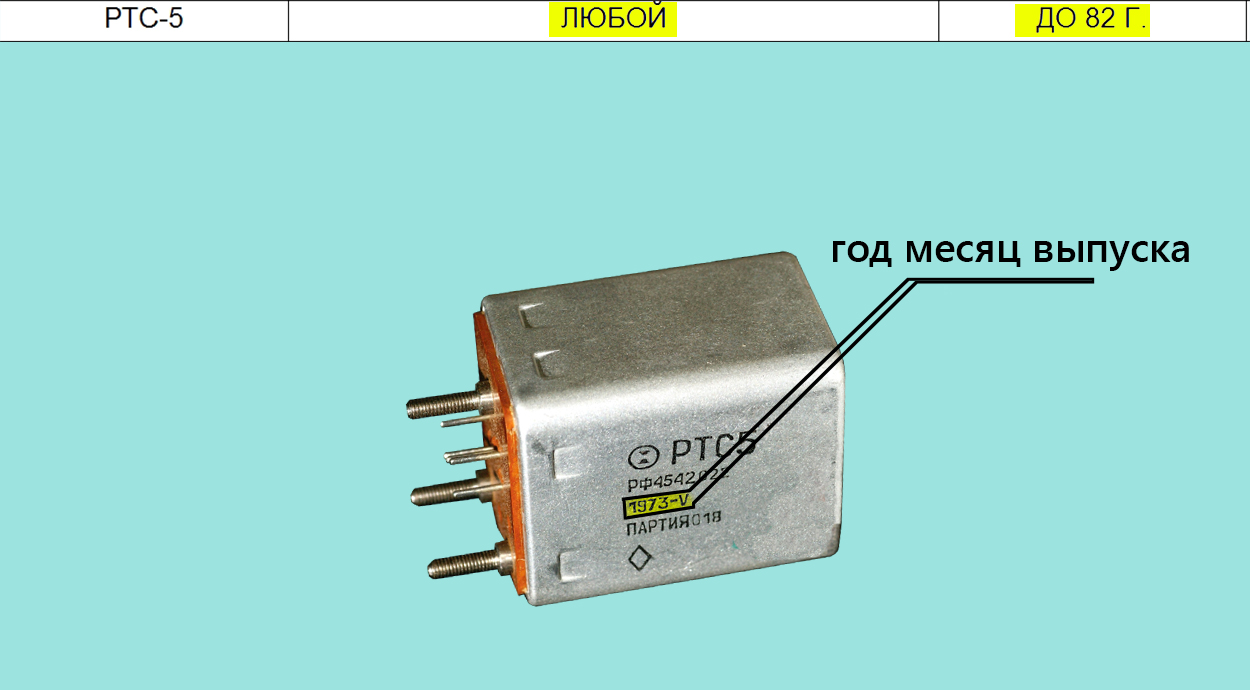 РТС-5 ЛЮБОЙ ДО 82 Г.
год месяц выпуска
РТС5
1973-V
ПАРТИЯ018